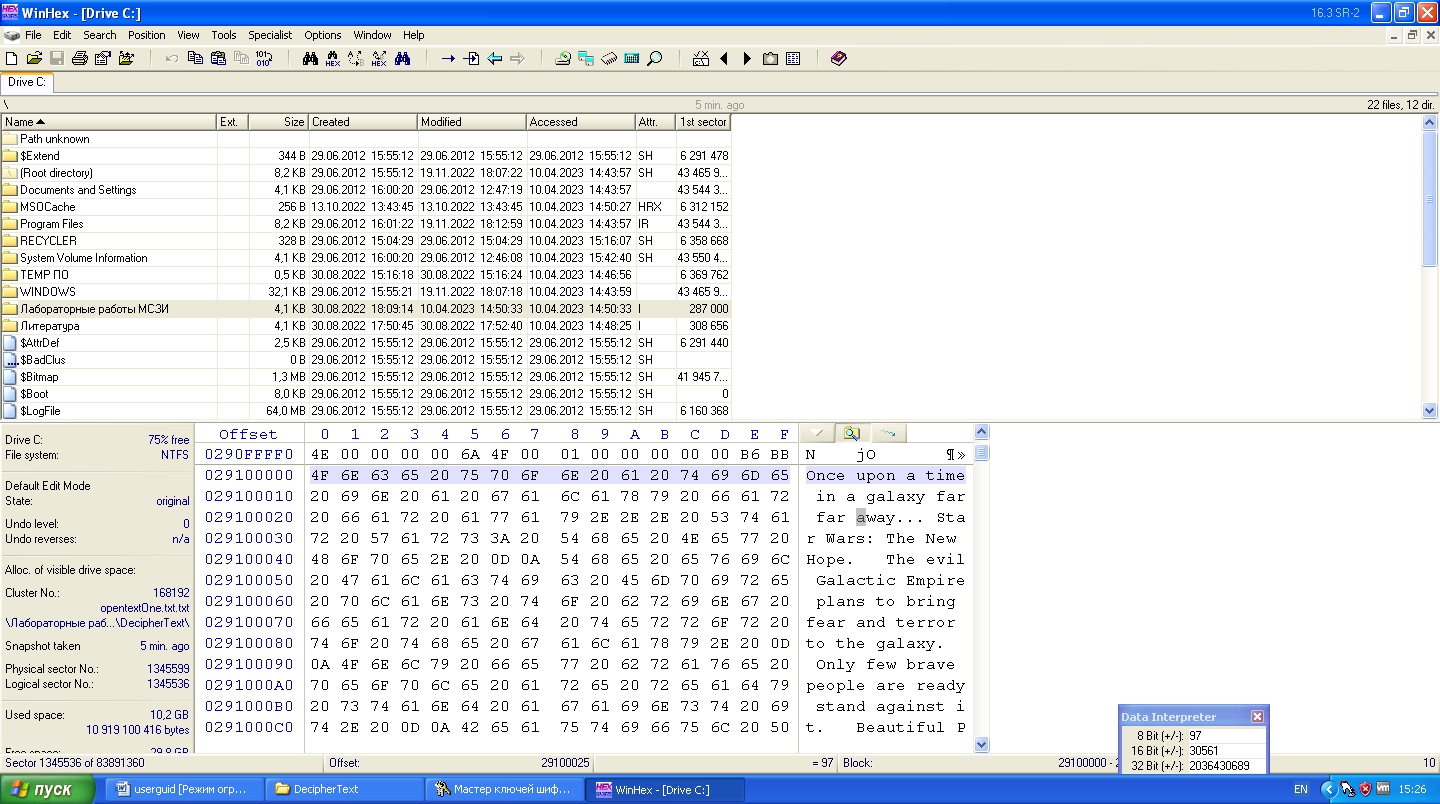 WinHex - [Drive C:] 16.3 SR-2
File Edit Search Position View Tools Specialist Options Window Help
Drive C:
\ 5 min. ago 22 files, 12 dir.
Name Ext. Size Created Modified Accessed Attr. 1st sector
Path unknown
$Extend 344 B 29.06.2012 15:55:12 29.06.2012 15:55:12 29.06.2012 15:55:12 SH 6 291 478
(Root directory) 8,2 KB 29.06.2012 15:55:12 19.11.2022 18:07:22 10.04.2023 14:43:57 SH 43 465 9...
Documents and Settings 4,1 KB 29.06.2012 16:00:20 29.06.2012 12:47:19 10.04.2023 14:43:57 43 544 3...
MSOCache 256 B 13.10.2022 13:43:45 13.10.2022 13:43:45 10.04.2023 14:50:27 HRX 6 312 152
Program Files 8,2 KB 29.06.2012 16:01:22 19.11.2022 18:12:59 10.04.2023 14:43:57 IR 43 544 3...
RECYCLER 328 B 29.06.2012 15:04:29 29.06.2012 15:04:29 10.04.2023 15:16:07 SH 6 358 668
System Volume Information 4,1 KB 29.06.2012 16:00:20 29.06.2012 12:46:08 10.04.2023 15:42:40 SH 43 550 4...
TEMP ПО 0,5 KB 30.08.2022 15:16:18 30.08.2022 15:16:24 10.04.2023 14:46:56 6 369 762
WINDOWS 32,1 KB 29.06.2012 15:55:21 19.11.2022 18:07:18 10.04.2023 14:43:59 43 465 9...
Лабораторные работы МСЗИ 4,1 KB 30.08.2022 18:09:14 10.04.2023 14:50:33 10.04.2023 14:50:33 I 287 000
Литература 4,1 KB 30.08.2022 17:50:45 30.08.2022 17:52:40 10.04.2023 14:48:25 I 308 656
$AttrDef 2,5 KB 29.06.2012 15:55:12 29.06.2012 15:55:12 29.06.2012 15:55:12 SH 6 291 440
$BadClus 0 B 29.06.2012 15:55:12 29.06.2012 15:55:12 29.06.2012 15:55:12 SH
$Bitmap 1,3 MB 29.06.2012 15:55:12 29.06.2012 15:55:12 29.06.2012 15:55:12 SH 41 945 7...
$Boot 8,0 KB 29.06.2012 15:55:12 29.06.2012 15:55:12 29.06.2012 15:55:12 SH 0
$LogFile 64,0 MB 29.06.2012 15:55:12 29.06.2012 15:55:12 29.06.2012 15:55:12 SH 6 160 368
Drive C: 75% free
File system: NTFS
Default Edit Mode
State: original
Undo level: 0
Undo reverses: n/a
Alloc. of visible drive space:
Cluster No.: 168192
opentextOne.txt.txt
\Лабораторные раб...\DecipherText\
Snapshot taken 5 min. ago
Physical sector No.: 1345599
Logical sector No.: 1345536
Used space: 10,2 GB
10 919 100 416 bytes
Free space: 29,8 GB
Offset 0 1 2 3 4 5 6 7 8 9 A B C D E F
0290FFFF0 4E 00 00 00 00 6A 4F 00 01 00 00 00 00 00 B6 BB N jO ¶»
029100000 4F 6E 63 65 20 75 70 6F 6E 20 61 20 74 69 6D 65 Once upon a time
029100010 20 69 6E 20 61 20 67 61 6C 61 78 79 20 66 61 72 in a galaxy far
029100020 20 66 61 72 20 61 77 61 79 2E 2E 2E 20 53 74 61 far away... Sta
029100030 72 20 57 61 72 73 3A 20 54 68 65 20 4E 65 77 20 r Wars: The New
029100040 48 6F 70 65 2E 20 0D 0A 54 68 65 20 65 76 69 6C Hope. The evil
029100050 20 47 61 6C 61 63 74 69 63 20 45 6D 70 69 72 65 Galactic Empire
029100060 20 70 6C 61 6E 73 20 74 6F 20 62 72 69 6E 67 20 plans to bring
029100070 66 65 61 72 20 61 6E 64 20 74 65 72 72 6F 72 20 fear and terror
029100080 74 6F 20 74 68 65 20 67 61 6C 61 78 79 2E 20 0D to the galaxy.
029100090 0A 4F 6E 6C 79 20 66 65 77 20 62 72 61 76 65 20 Only few brave
0291000A0 70 65 6F 70 6C 65 20 61 72 65 20 72 65 61 64 79 people are ready
0291000B0 20 73 74 61 6E 64 20 61 67 61 69 6E 73 74 20 69 stand against i
0291000C0 74 2E 20 0D 0A 42 65 61 75 74 69 66 75 6C 20 50 t. Beautiful P
Data Interpreter
8 Bit (+/-): 97
16 Bit (+/-): 30561
32 Bit (+/-): 2036430689
Sector 1345536 of 83891360 Offset: 29100025 = 97 Block: 29100000 - 2 10
пуск userguid [Режим огр... DecipherText Мастер ключей шиф... WinHex - [Drive C:] EN 15:26